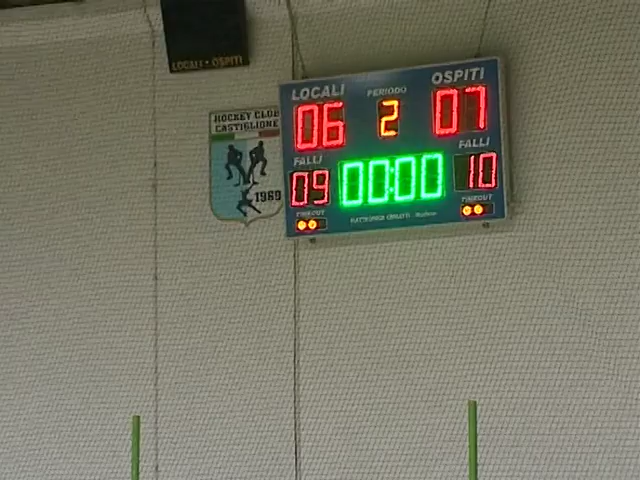 LOCALI • OSPITI
HOCKEY CLUB
CASTIGLIONE
1969
LOCALI PERIODO OSPITI
06 2 07
FALLI FALLI
09 00:00 10
TIMEOUT TIMEOUT